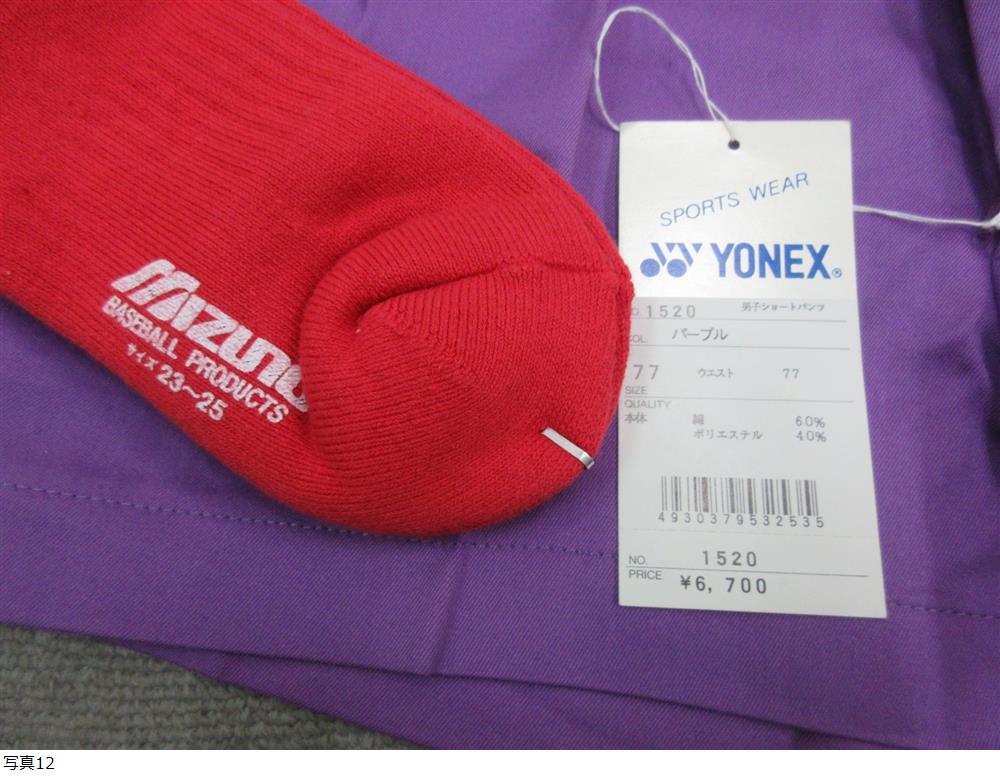 MIZUNO
BASEBALL PRODUCTS
サイズ 23～25
SPORTS WEAR
YONEX®
1520 男子ショートパンツ
COL. パープル
77 ウエスト 77
SIZE
QUALITY
本体 綿 60%
ポリエステル 40%
4930379532535
NO. 1520
PRICE ¥6,700
写真12